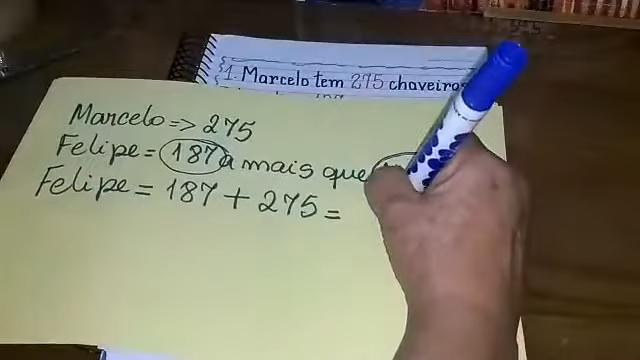 1. Marcelo tem 275 chaveiros
Marcelo => 275
Felipe = 187 a mais que
Felipe = 187 + 275 =